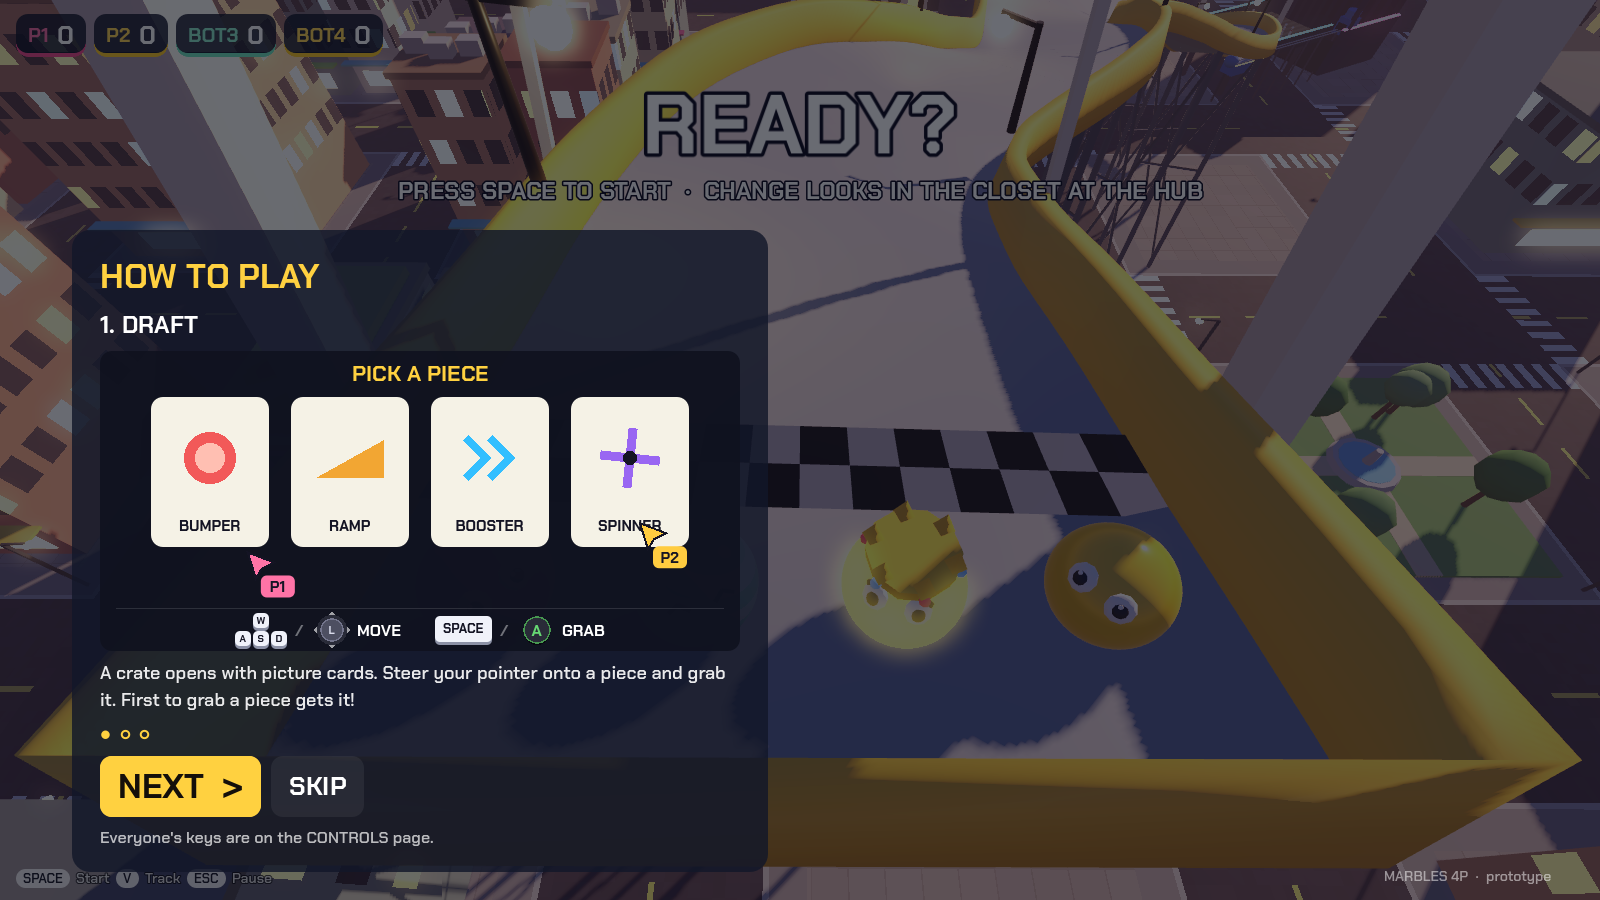 P1 0 P2 0 BOT3 0 BOT4 0
READY?
PRESS SPACE TO START · CHANGE LOOKS IN THE CLOSET AT THE HUB
HOW TO PLAY
1. DRAFT
PICK A PIECE
BUMPER RAMP BOOSTER SPINNER
P2
P1
W
A S D / L MOVE SPACE / A GRAB
A crate opens with picture cards. Steer your pointer onto a piece and grab
it. First to grab a piece gets it!
NEXT >
SKIP
Everyone's keys are on the CONTROLS page.
SPACE Start V Track ESC Pause
MARBLES 4P · prototype